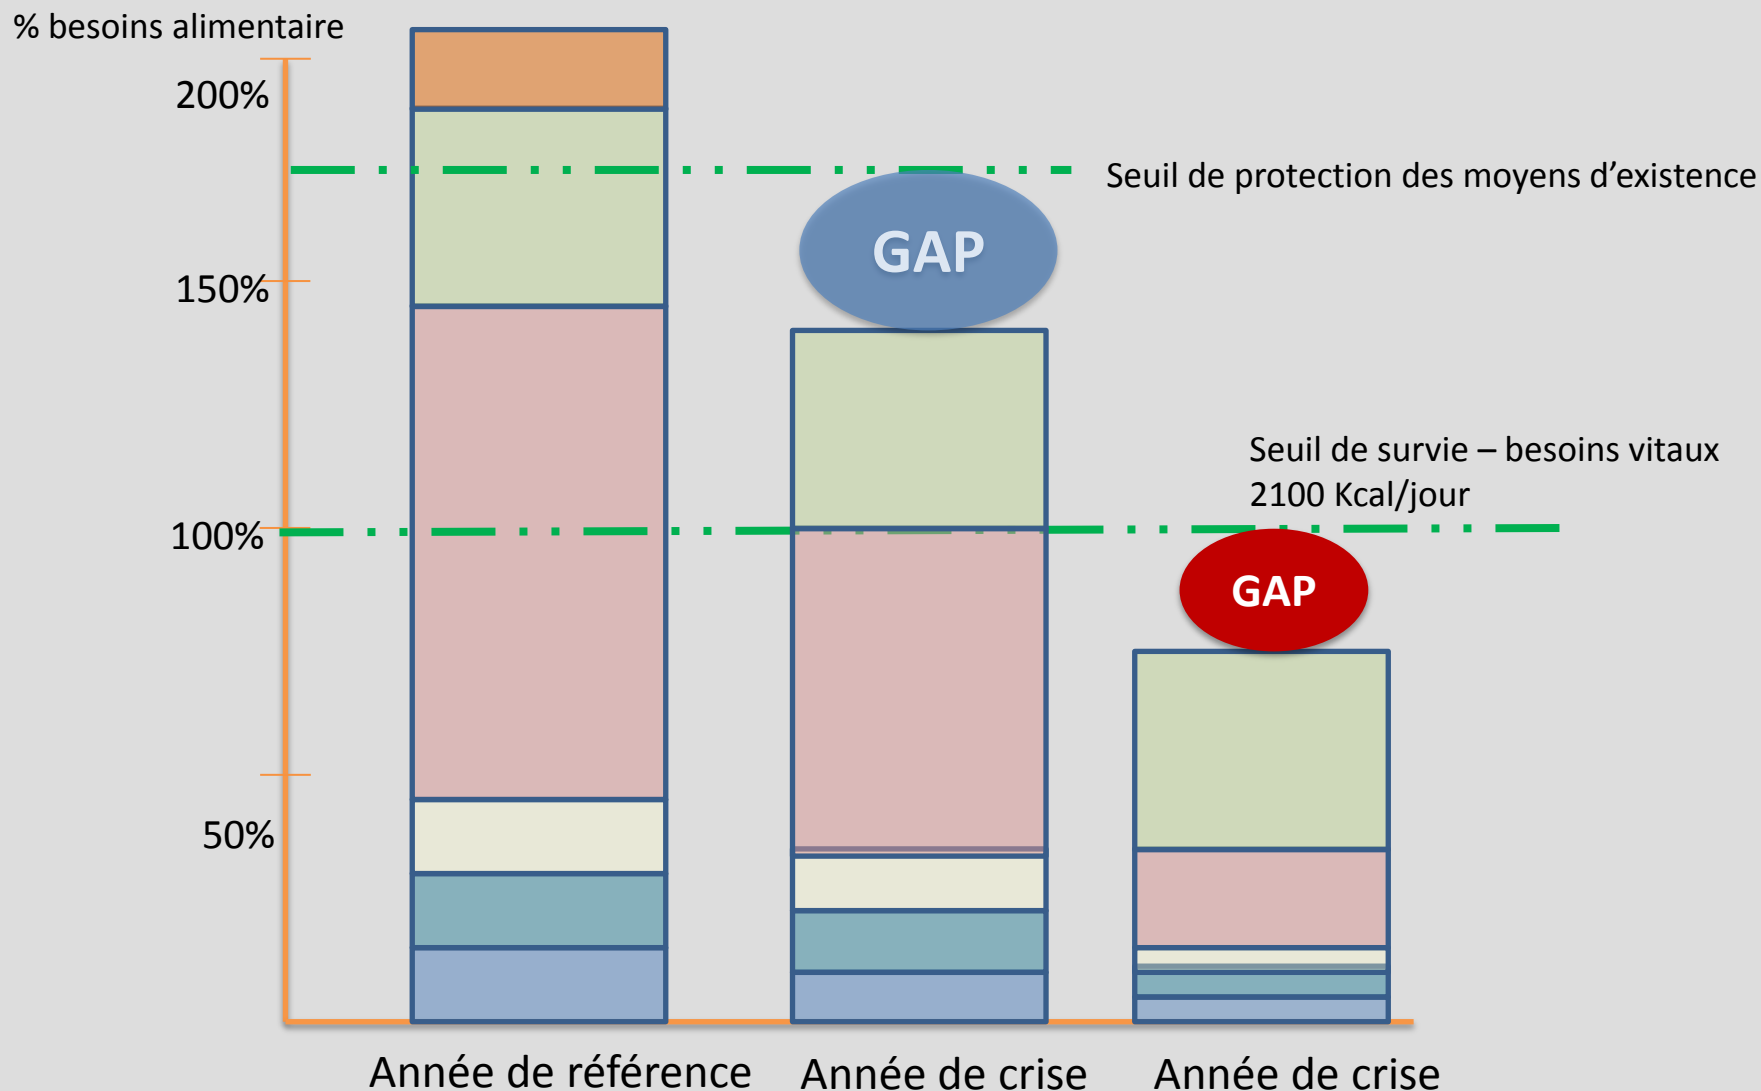 % besoins alimentaire
200%
Seuil de protection des moyens d’existence
GAP
150%
Seuil de survie – besoins vitaux
2100 Kcal/jour
100%
GAP
50%
Année de référence
Année de crise
Année de crise